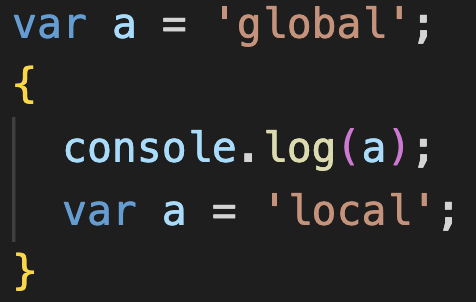 var a = 'global';
{
  console.log(a);
  var a = 'local';
}